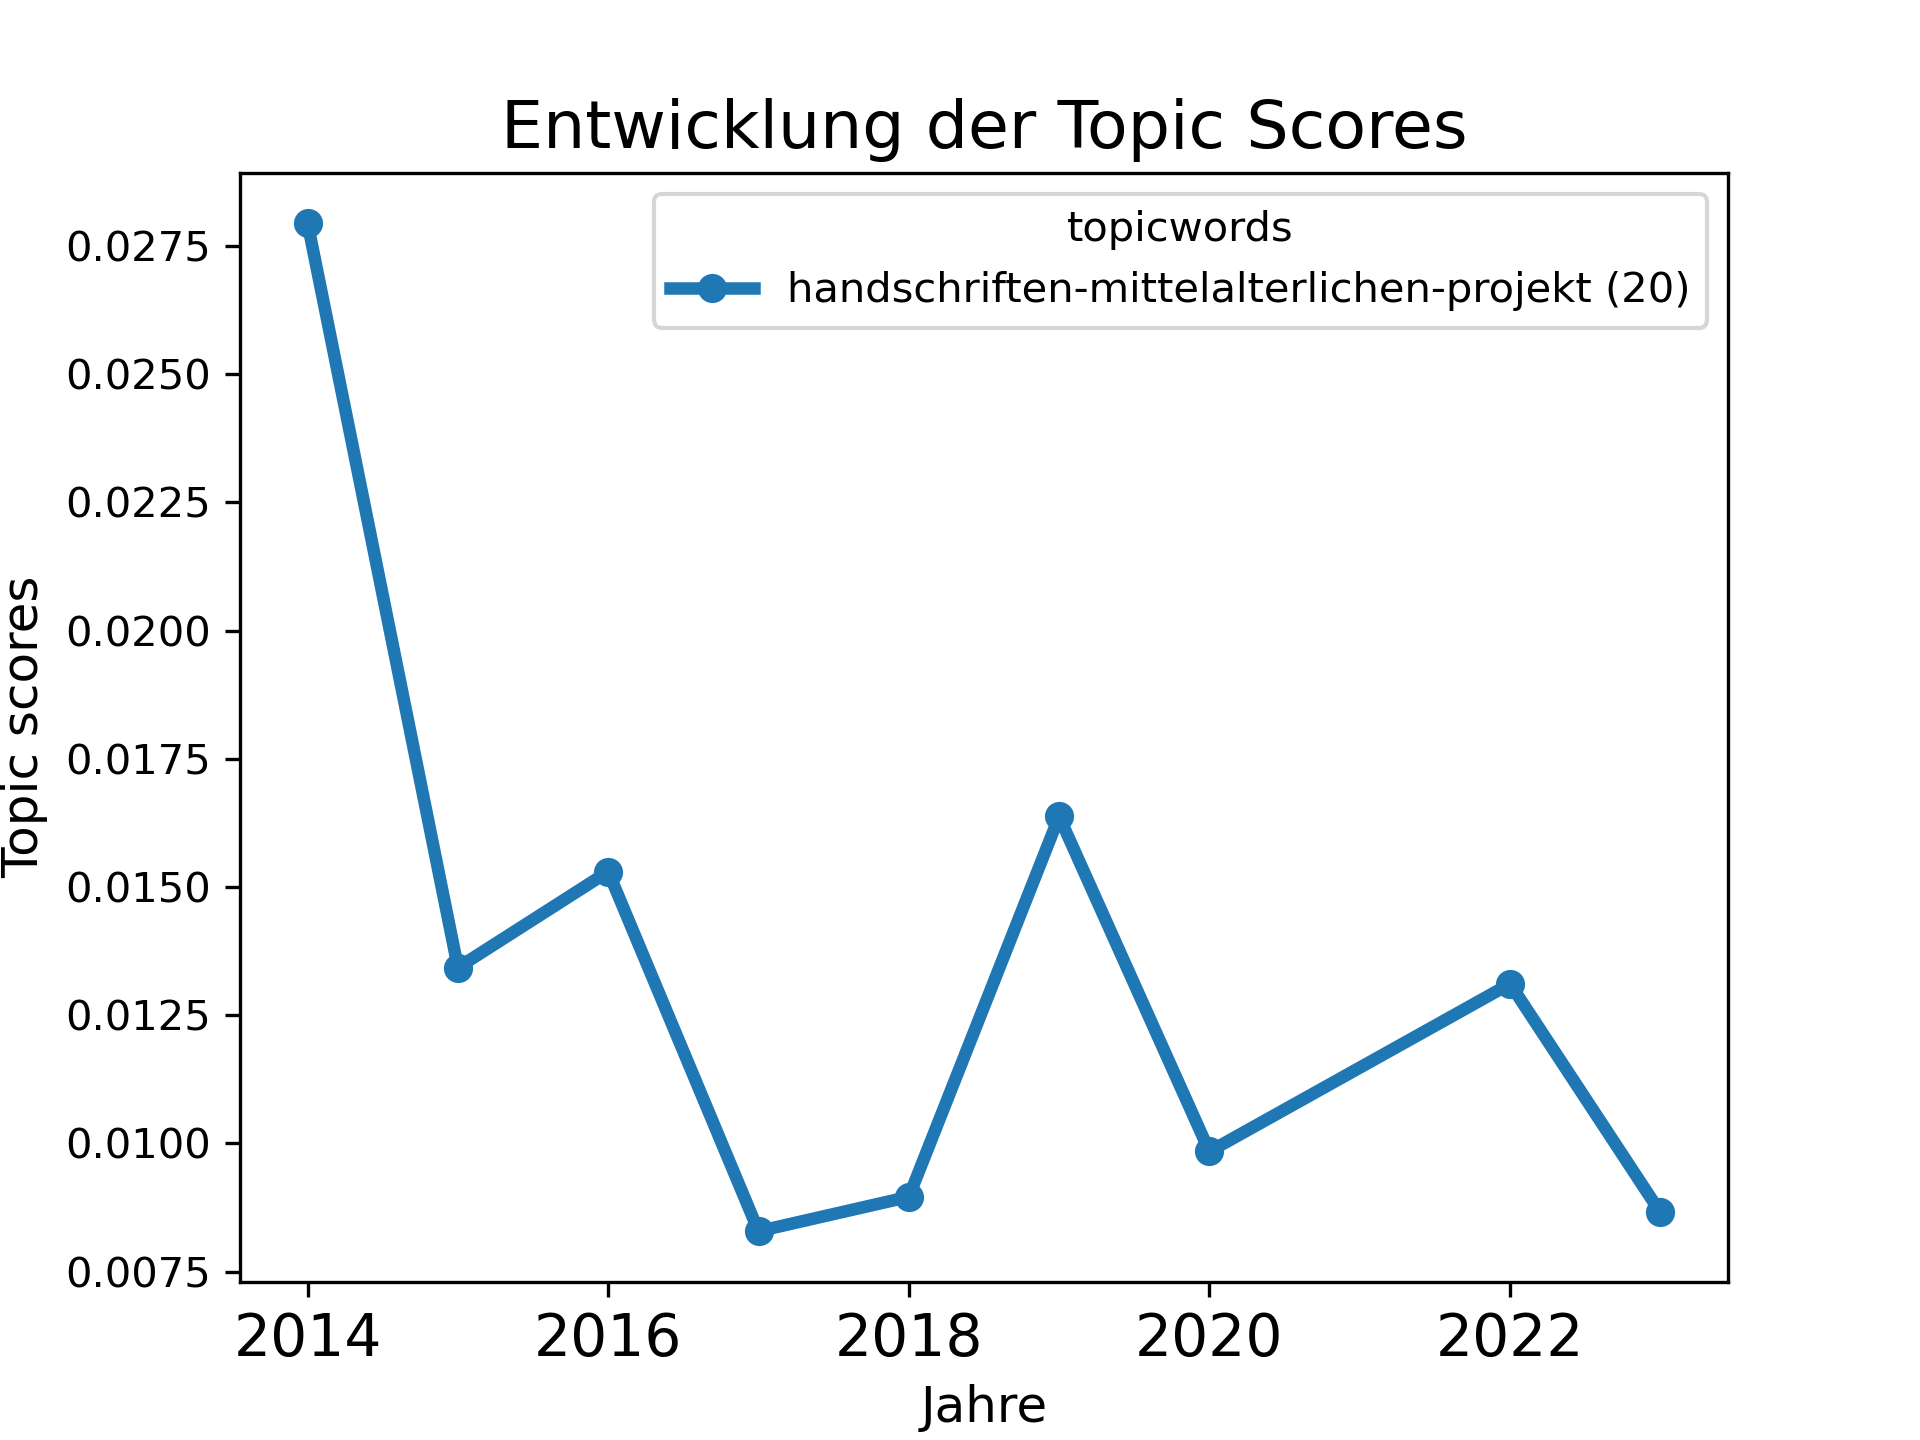 Entwicklung der Topic Scores
topicwords
handschriften-mittelalterlichen-projekt (20)
Topic scores
0.0275
0.0250
0.0225
0.0200
0.0175
0.0150
0.0125
0.0100
0.0075
2014 2016 2018 2020 2022
Jahre